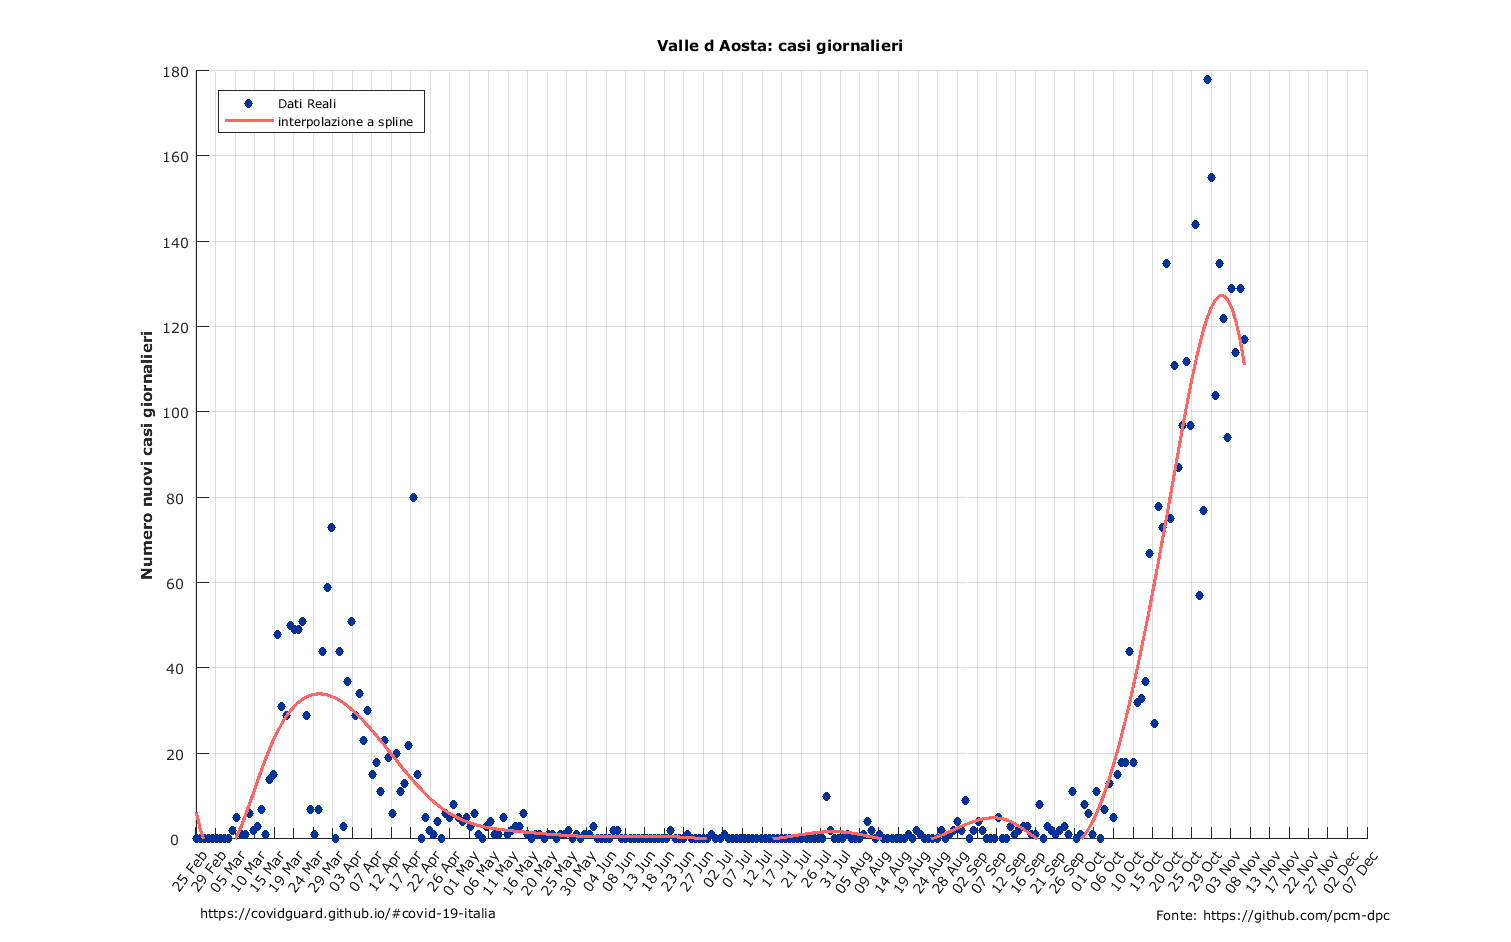 Valle d Aosta: casi giornalieri
Dati Reali
interpolazione a spline
Numero nuovi casi giornalieri
180
160
140
120
100
80
60
40
20
0
25 Feb
29 Feb
05 Mar
10 Mar
15 Mar
19 Mar
24 Mar
29 Mar
03 Apr
07 Apr
12 Apr
17 Apr
22 Apr
26 Apr
01 May
06 May
11 May
16 May
20 May
25 May
30 May
04 Jun
08 Jun
13 Jun
18 Jun
23 Jun
27 Jun
02 Jul
07 Jul
12 Jul
17 Jul
21 Jul
26 Jul
31 Jul
05 Aug
09 Aug
14 Aug
19 Aug
24 Aug
28 Aug
02 Sep
07 Sep
12 Sep
16 Sep
21 Sep
26 Sep
01 Oct
06 Oct
10 Oct
15 Oct
20 Oct
25 Oct
29 Oct
03 Nov
08 Nov
13 Nov
17 Nov
22 Nov
27 Nov
02 Dec
07 Dec
https://covidguard.github.io/#covid-19-italia
Fonte: https://github.com/pcm-dpc